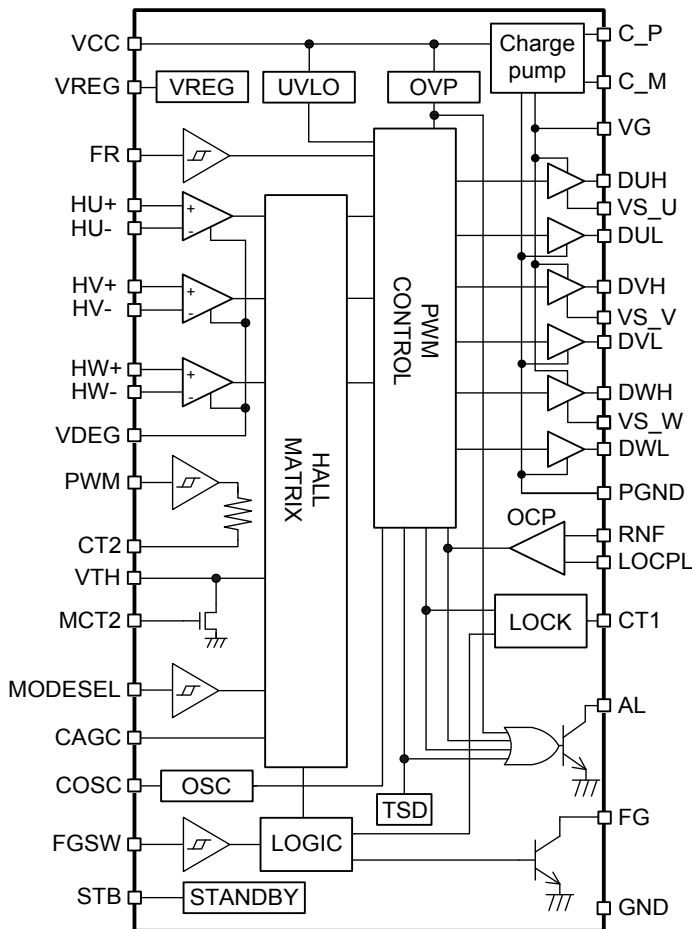 VCC
VREG
FR
HU+
HU-
HV+
HV-
HW+
HW-
VDEG
PWM
CT2
VTH
MCT2
MODESEL
CAGC
COSC
FGSW
STB
VREG
UVLO
OVP
Charge
pump
+
-
+
-
+
-
HALL
MATRIX
PWM
CONTROL
OCP
LOCK
OSC
TSD
LOGIC
STANDBY
C_P
C_M
VG
DUH
VS_U
DUL
DVH
VS_V
DVL
DWH
VS_W
DWL
PGND
RNF
LOCPL
CT1
AL
FG
GND